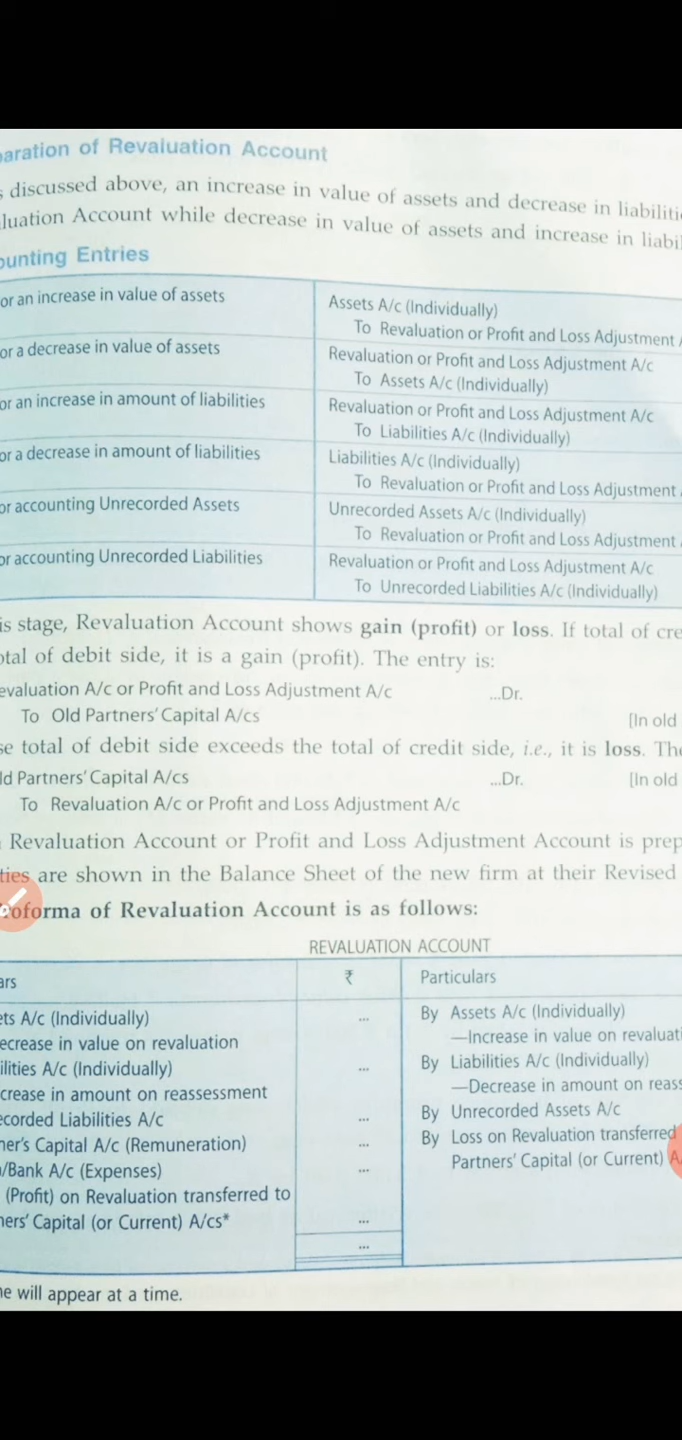 paration of Revaluation Account
s discussed above, an increase in value of assets and decrease in liabiliti
luation Account while decrease in value of assets and increase in liabil
ounting Entries
or an increase in value of assets
Assets A/c (Individually)
To Revaluation or Profit and Loss Adjustment
or a decrease in value of assets
Revaluation or Profit and Loss Adjustment A/c
To Assets A/c (Individually)
or an increase in amount of liabilities
Revaluation or Profit and Loss Adjustment A/c
To Liabilities A/c (Individually)
or a decrease in amount of liabilities
Liabilities A/c (Individually)
To Revaluation or Profit and Loss Adjustment
or accounting Unrecorded Assets
Unrecorded Assets A/c (Individually)
To Revaluation or Profit and Loss Adjustment
or accounting Unrecorded Liabilities
Revaluation or Profit and Loss Adjustment A/c
To Unrecorded Liabilities A/c (Individually)
is stage, Revaluation Account shows gain (profit) or loss. If total of cre
otal of debit side, it is a gain (profit). The entry is:
evaluation A/c or Profit and Loss Adjustment A/c ...Dr.
To Old Partners' Capital A/cs [In old
se total of debit side exceeds the total of credit side, i.e., it is loss. The
ld Partners' Capital A/cs ...Dr. [In old
To Revaluation A/c or Profit and Loss Adjustment A/c
Revaluation Account or Profit and Loss Adjustment Account is prep
ties are shown in the Balance Sheet of the new firm at their Revised
roforma of Revaluation Account is as follows:
REVALUATION ACCOUNT
ars ₹ Particulars
ets A/c (Individually) ...
ecrease in value on revaluation
ilities A/c (Individually) ...
crease in amount on reassessment
ecorded Liabilities A/c ...
ner's Capital A/c (Remuneration) ...
/Bank A/c (Expenses) ...
(Profit) on Revaluation transferred to
ners' Capital (or Current) A/cs* ...
...
By Assets A/c (Individually)
—Increase in value on revaluati
By Liabilities A/c (Individually)
—Decrease in amount on reass
By Unrecorded Assets A/c
By Loss on Revaluation transferred
Partners' Capital (or Current) A
ne will appear at a time.